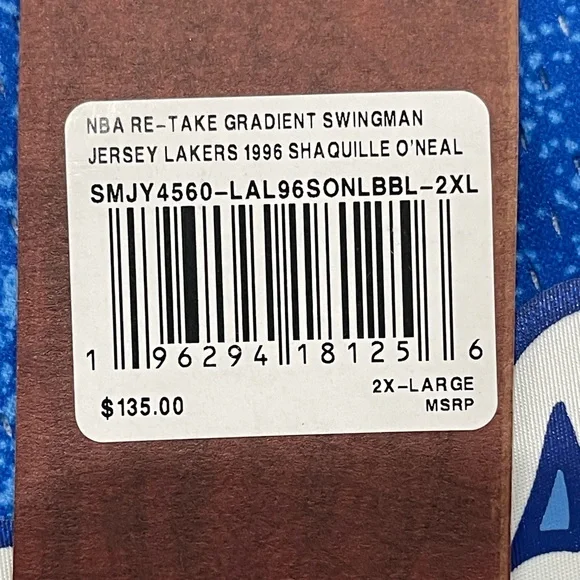 NBA RE-TAKE GRADIENT SWINGMAN
JERSEY LAKERS 1996 SHAQUILLE O'NEAL
SMJY4560-LAL96SONLBBL-2XL
1 96294 18125 6
$135.00
2X-LARGE
MSRP